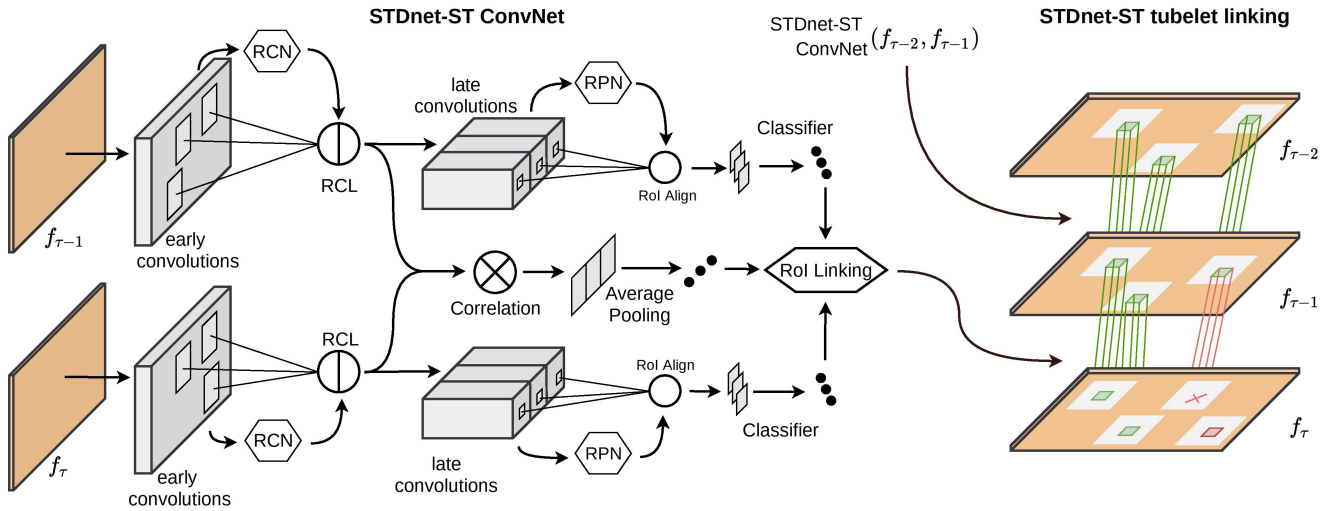 STDnet-ST ConvNet
STDnet-ST tubelet linking
STDnet-ST
ConvNet (f_{τ−2}, f_{τ−1})
RCN
RCL
f_{τ−1}
early
convolutions
late
convolutions
RPN
RoI Align
Classifier
Correlation
Average
Pooling
RoI Linking
RCL
RCN
f_τ
early
convolutions
late
convolutions
RPN
RoI Align
Classifier
f_{τ−2}
f_{τ−1}
f_τ